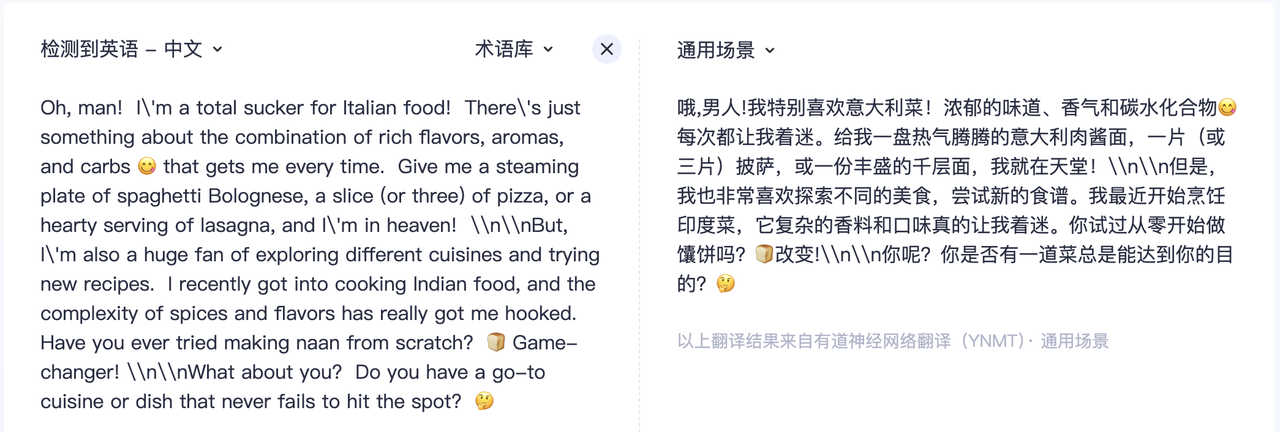 检测到英语 - 中文
术语库
通用场景
Oh, man!  I\'m a total sucker for Italian food!  There\'s just
something about the combination of rich flavors, aromas,
and carbs 😋 that gets me every time.  Give me a steaming
plate of spaghetti Bolognese, a slice (or three) of pizza, or a
hearty serving of lasagna, and I\'m in heaven!  \\n\\nBut,
I\'m also a huge fan of exploring different cuisines and trying
new recipes.  I recently got into cooking Indian food, and the
complexity of spices and flavors has really got me hooked.
Have you ever tried making naan from scratch?  🍞 Game-
changer! \\n\\nWhat about you?  Do you have a go-to
cuisine or dish that never fails to hit the spot?  🤔
哦,男人!我特别喜欢意大利菜！浓郁的味道、香气和碳水化合物😋
每次都让我着迷。给我一盘热气腾腾的意大利肉酱面，一片（或
三片）披萨，或一份丰盛的千层面，我就在天堂！\\n\\n但是，
我也非常喜欢探索不同的美食，尝试新的食谱。我最近开始烹饪
印度菜，它复杂的香料和口味真的让我着迷。你试过从零开始做
馕饼吗？🍞改变!\\n\\n你呢？你是否有一道菜总是能达到你的目
的？🤔
以上翻译结果来自有道神经网络翻译（YNMT）· 通用场景